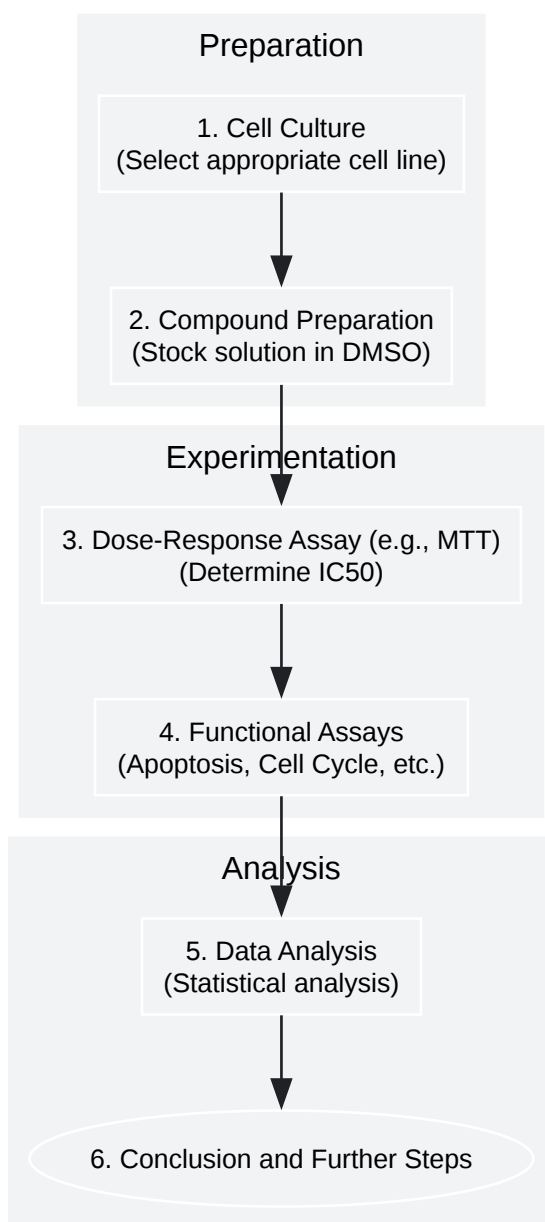 Preparation
1. Cell Culture
(Select appropriate cell line)
2. Compound Preparation
(Stock solution in DMSO)
Experimentation
3. Dose-Response Assay (e.g., MTT)
(Determine IC50)
4. Functional Assays
(Apoptosis, Cell Cycle, etc.)
Analysis
5. Data Analysis
(Statistical analysis)
6. Conclusion and Further Steps